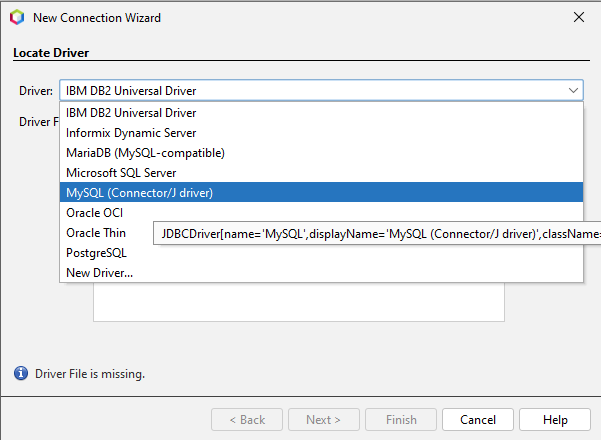 New Connection Wizard
Locate Driver
Driver: IBM DB2 Universal Driver
IBM DB2 Universal Driver
Driver F
Informix Dynamic Server
MariaDB (MySQL-compatible)
Microsoft SQL Server
MySQL (Connector/J driver)
Oracle OCI
Oracle Thin
JDBCDriver[name='MySQL',displayName='MySQL (Connector/J driver)',className=
PostgreSQL
New Driver...
Driver File is missing.
< Back Next > Finish Cancel Help